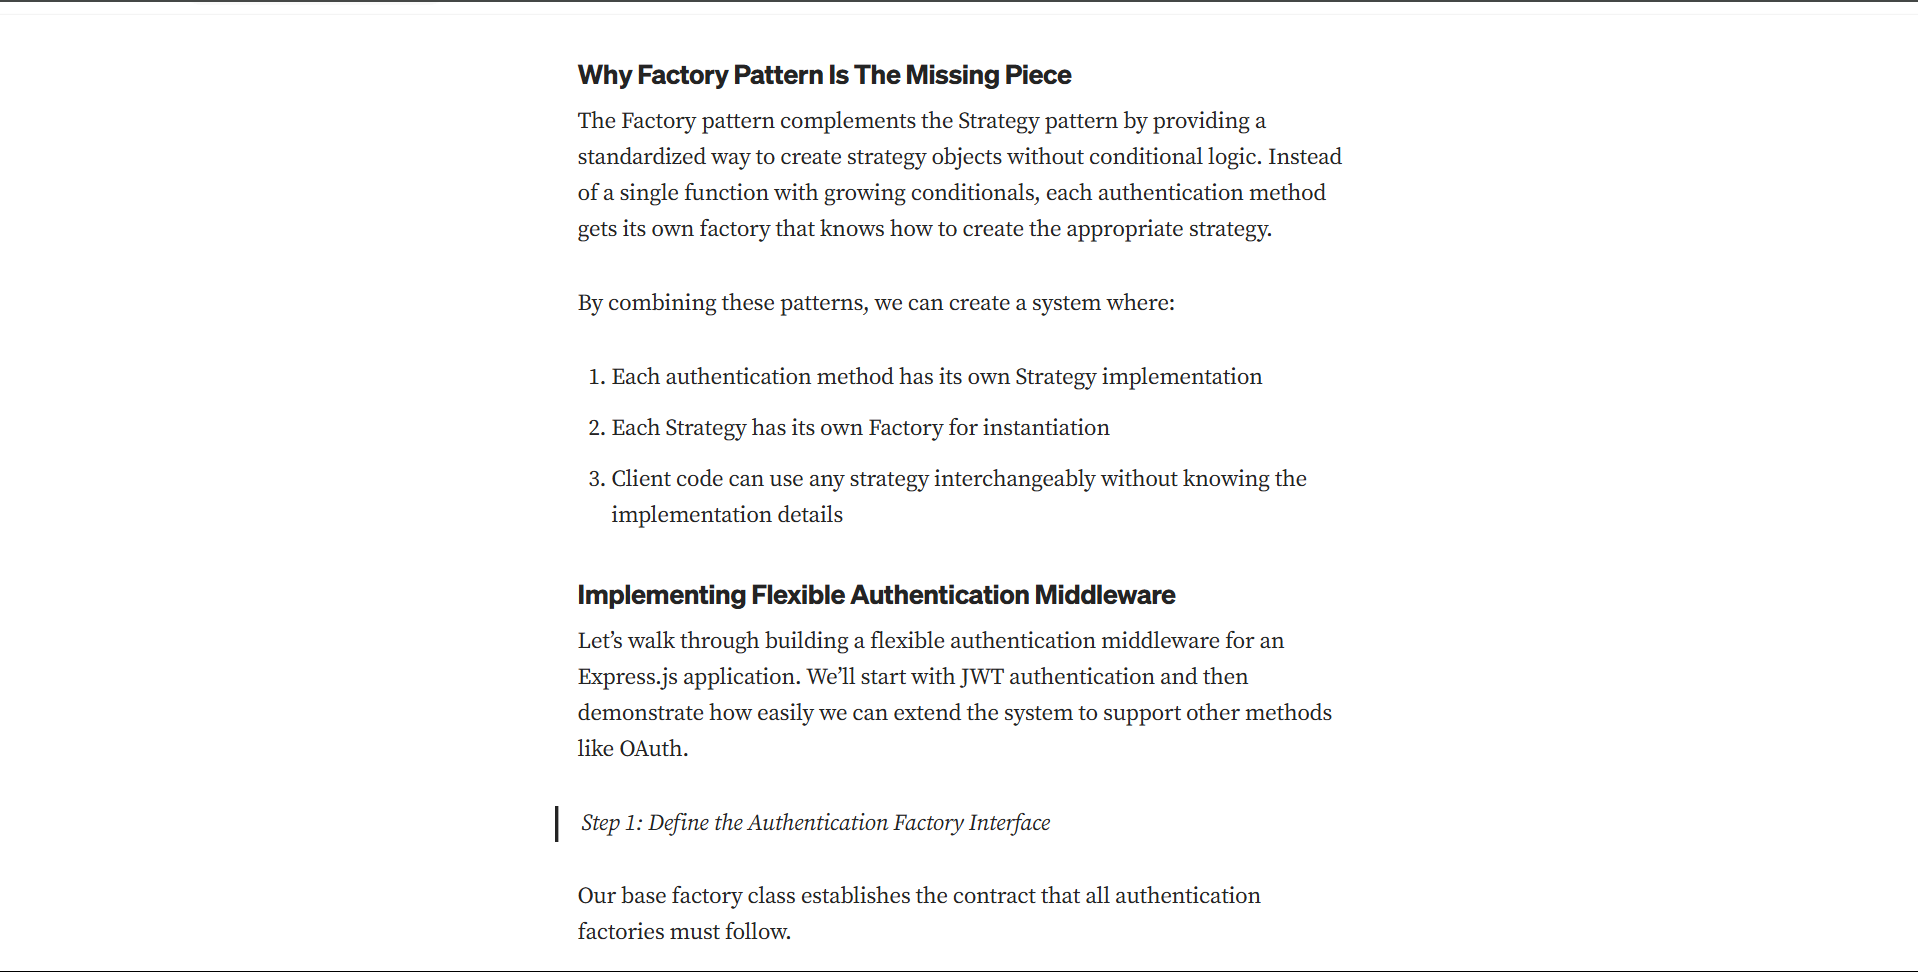 Why Factory Pattern Is The Missing Piece
The Factory pattern complements the Strategy pattern by providing a
standardized way to create strategy objects without conditional logic. Instead
of a single function with growing conditionals, each authentication method
gets its own factory that knows how to create the appropriate strategy.
By combining these patterns, we can create a system where:
1. Each authentication method has its own Strategy implementation
2. Each Strategy has its own Factory for instantiation
3. Client code can use any strategy interchangeably without knowing the
implementation details
Implementing Flexible Authentication Middleware
Let’s walk through building a flexible authentication middleware for an
Express.js application. We’ll start with JWT authentication and then
demonstrate how easily we can extend the system to support other methods
like OAuth.
Step 1: Define the Authentication Factory Interface
Our base factory class establishes the contract that all authentication
factories must follow.